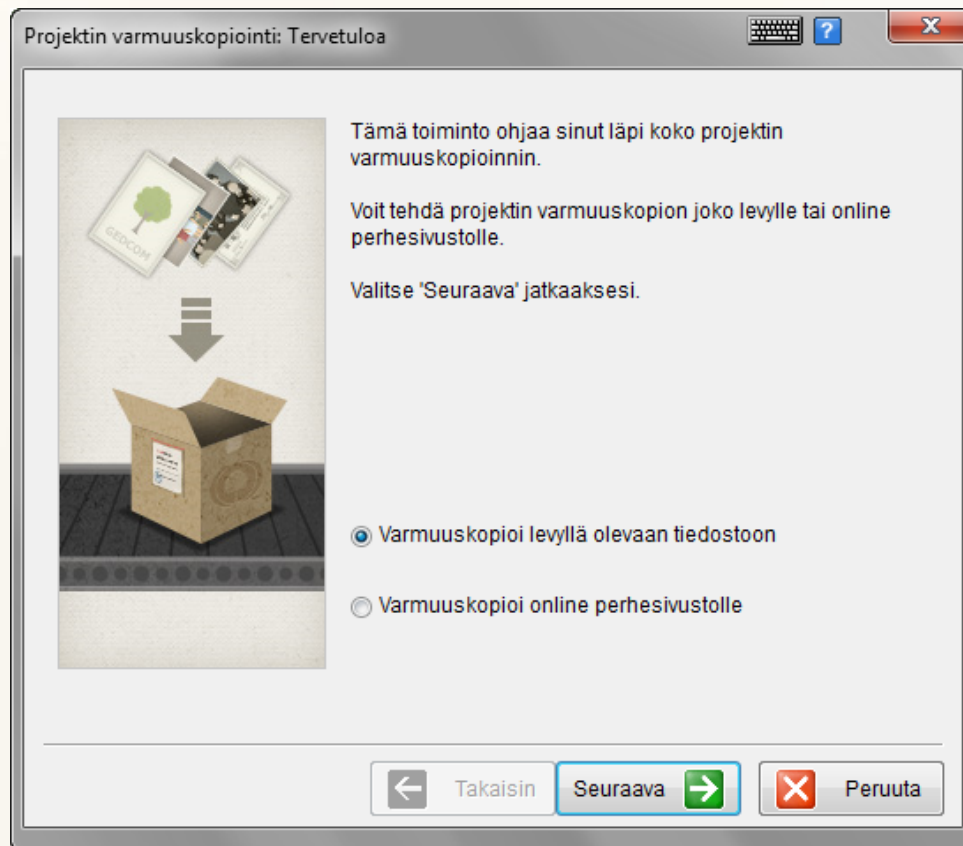 Projektin varmuuskopiointi: Tervetuloa
?
GEDCOM
Tämä toiminto ohjaa sinut läpi koko projektin
varmuuskopioinnin.
Voit tehdä projektin varmuuskopion joko levylle tai online
perhesivustolle.
Valitse 'Seuraava' jatkaaksesi.
Varmuuskopioi levyllä olevaan tiedostoon
Varmuuskopioi online perhesivustolle
Takaisin
Seuraava
Peruuta